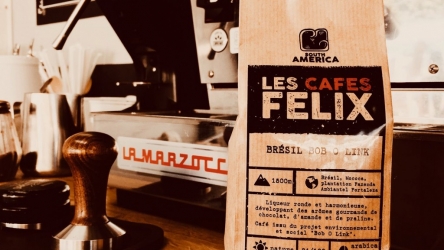 SOUTH
AMERICA
LES CAFES
FELIX
BRÉSIL BOB O LINK
1800m
Brésil, Mococa,
plantation Fazenda
Ambiental Fortaleza
Liqueur ronde et harmonieuse,
développant des arômes gourmands de
chocolat, d'amande et de praliné.
Café issu du projet environnemental
et social "Bob O Link".
nature
arabica
LA MARZOCCO